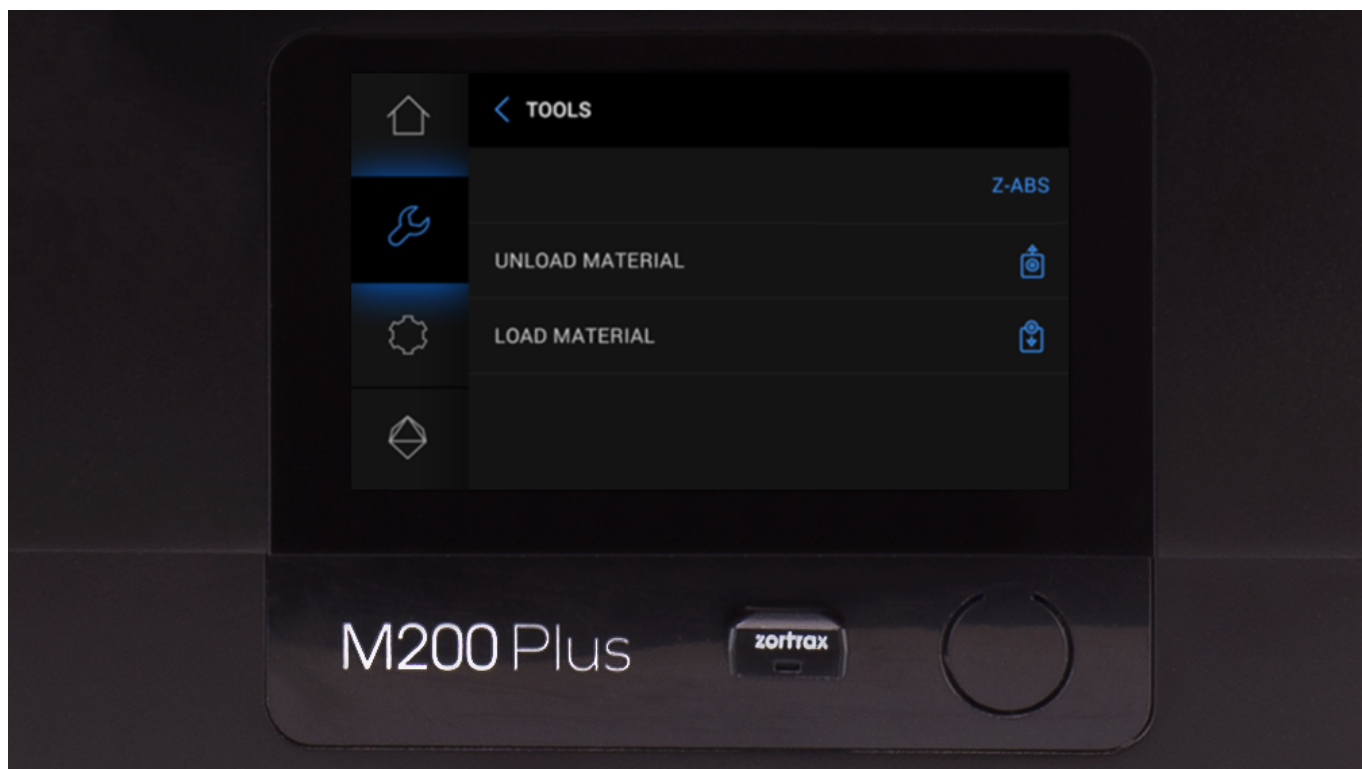 TOOLS
Z-ABS
UNLOAD MATERIAL
LOAD MATERIAL
M200 Plus
zortrax